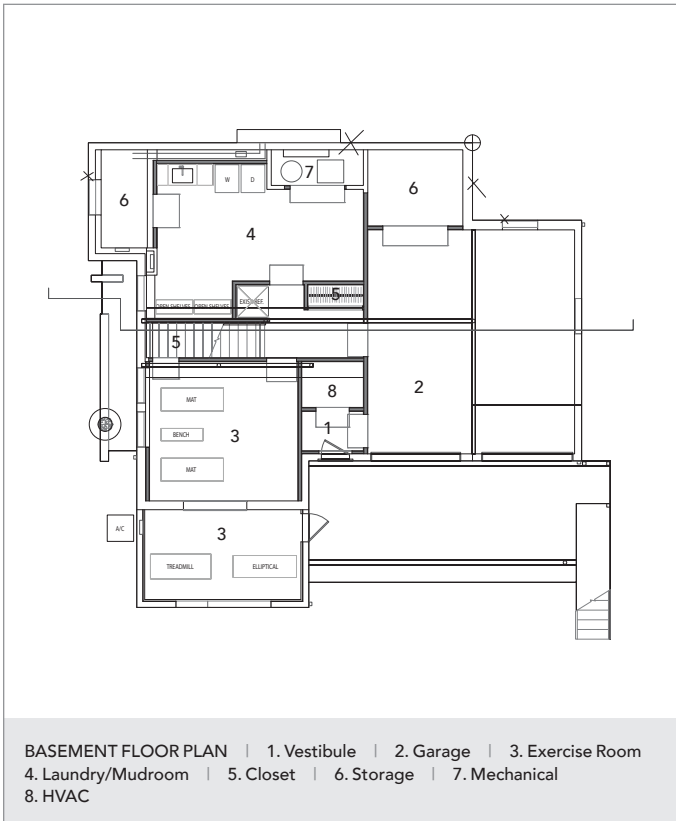 7
6
6
W
D
4
5
OPEN SHELVES
OPEN SHELVES
EXIST REF.
5
MAT
8
2
BENCH
3
1
MAT
A/C
3
TREADMILL
ELLIPTICAL
BASEMENT FLOOR PLAN | 1. Vestibule | 2. Garage | 3. Exercise Room
4. Laundry/Mudroom | 5. Closet | 6. Storage | 7. Mechanical
8. HVAC